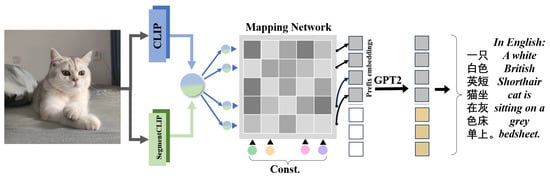 CLIP
SegmentCLIP
Mapping Network
Const.
Prefix embeddings
GPT2
一只
白色
英短
猫坐
在灰
色床
单上。
In English:
A white
British
Shorthair
cat is
sitting on a
grey
bedsheet.